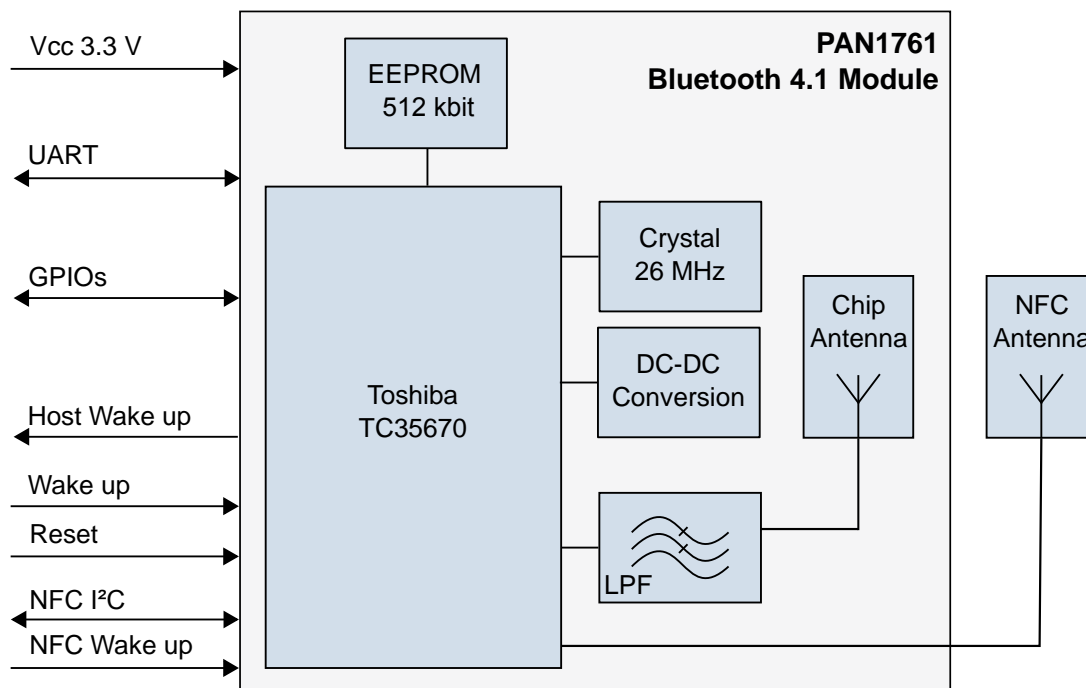 Vcc 3.3 V
UART
GPIOs
Host Wake up
Wake up
Reset
NFC I²C
NFC Wake up
PAN1761
Bluetooth 4.1 Module
EEPROM
512 kbit
Toshiba
TC35670
Crystal
26 MHz
DC-DC
Conversion
LPF
Chip
Antenna
NFC
Antenna